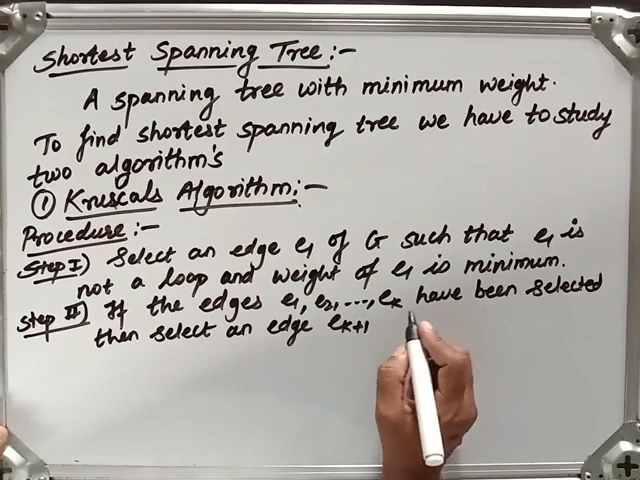 Shortest Spanning Tree:-
A spanning tree with minimum weight.
To find shortest spanning tree we have to study
two algorithm's
① Kruscals Algorithm:-
Procedure:-
Step I) Select an edge e₁ of G such that e₁ is
not a loop and weight of e₁ is minimum.
Step II) If the edges e₁, e₂, ..., eₖ have been selected
then select an edge eₖ₊₁